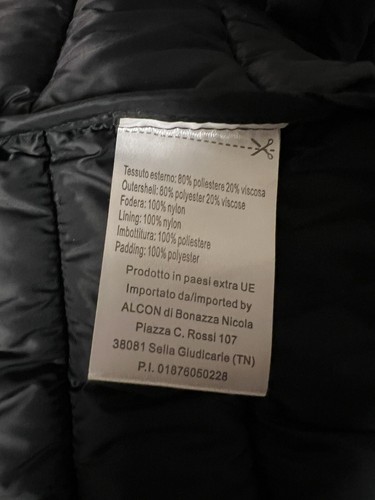 Tessuto esterno: 80% poliestere 20% viscosa
Outershell: 80% polyester 20% viscose
Fodera: 100% nylon
Lining: 100% nylon
Imbottitura: 100% poliestere
Padding: 100% polyester
Prodotto in paesi extra UE
Importato da/imported by
ALCON di Bonazza Nicola
Piazza C. Rossi 107
38081 Sella Giudicarie (TN)
P.I. 01876050228